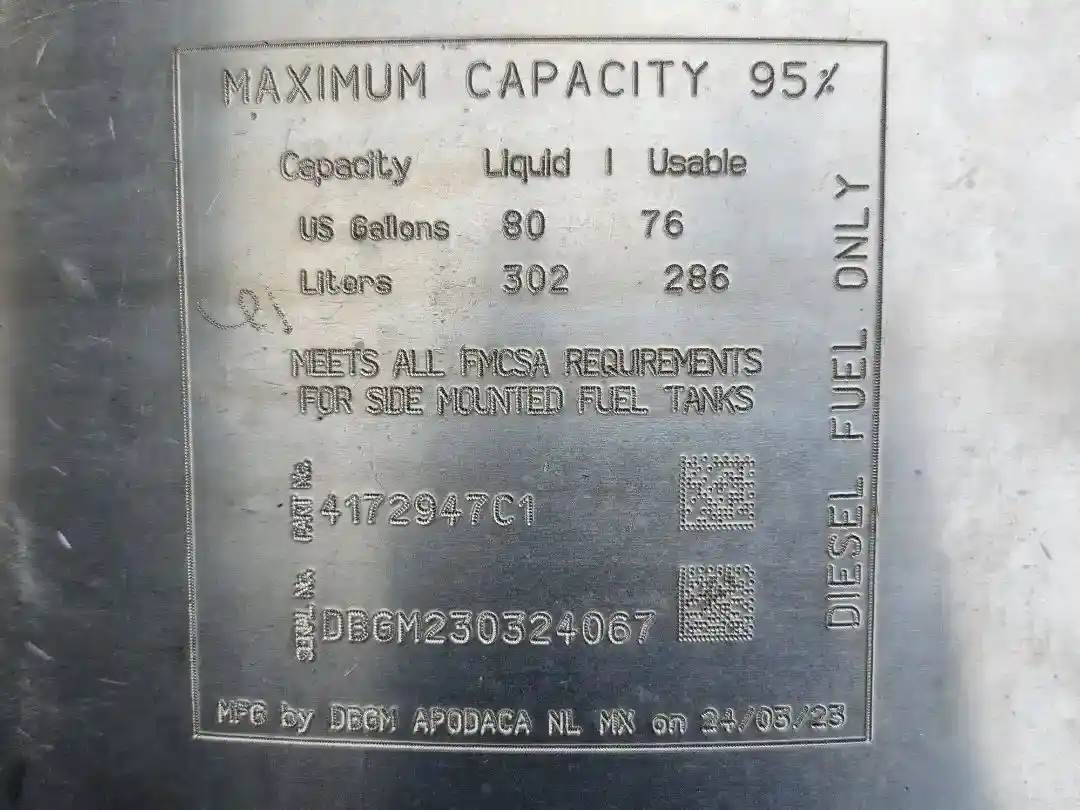 MAXIMUM CAPACITY 95%
Capacity Liquid | Usable
US Gallons 80 76
Liters 302 286
MEETS ALL FMCSA REQUIREMENTS
FOR SIDE MOUNTED FUEL TANKS
PART No. 4172947C1
SERIAL No. DBGM230324067
MFG by DBGM APODACA NL MX on 24/03/23
DIESEL FUEL ONLY